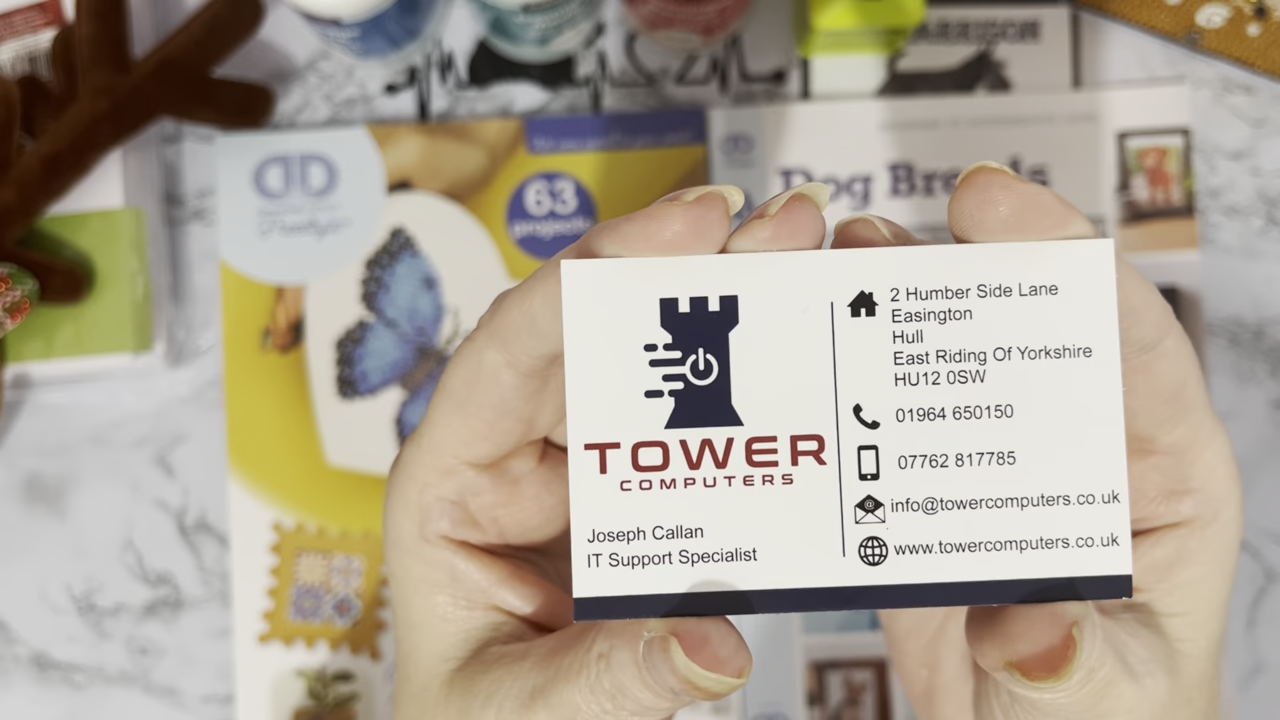 63
projects
Dog Breeds
TOWER
COMPUTERS
Joseph Callan
IT Support Specialist
2 Humber Side Lane
Easington
Hull
East Riding Of Yorkshire
HU12 0SW
01964 650150
07762 817785
info@towercomputers.co.uk
www.towercomputers.co.uk